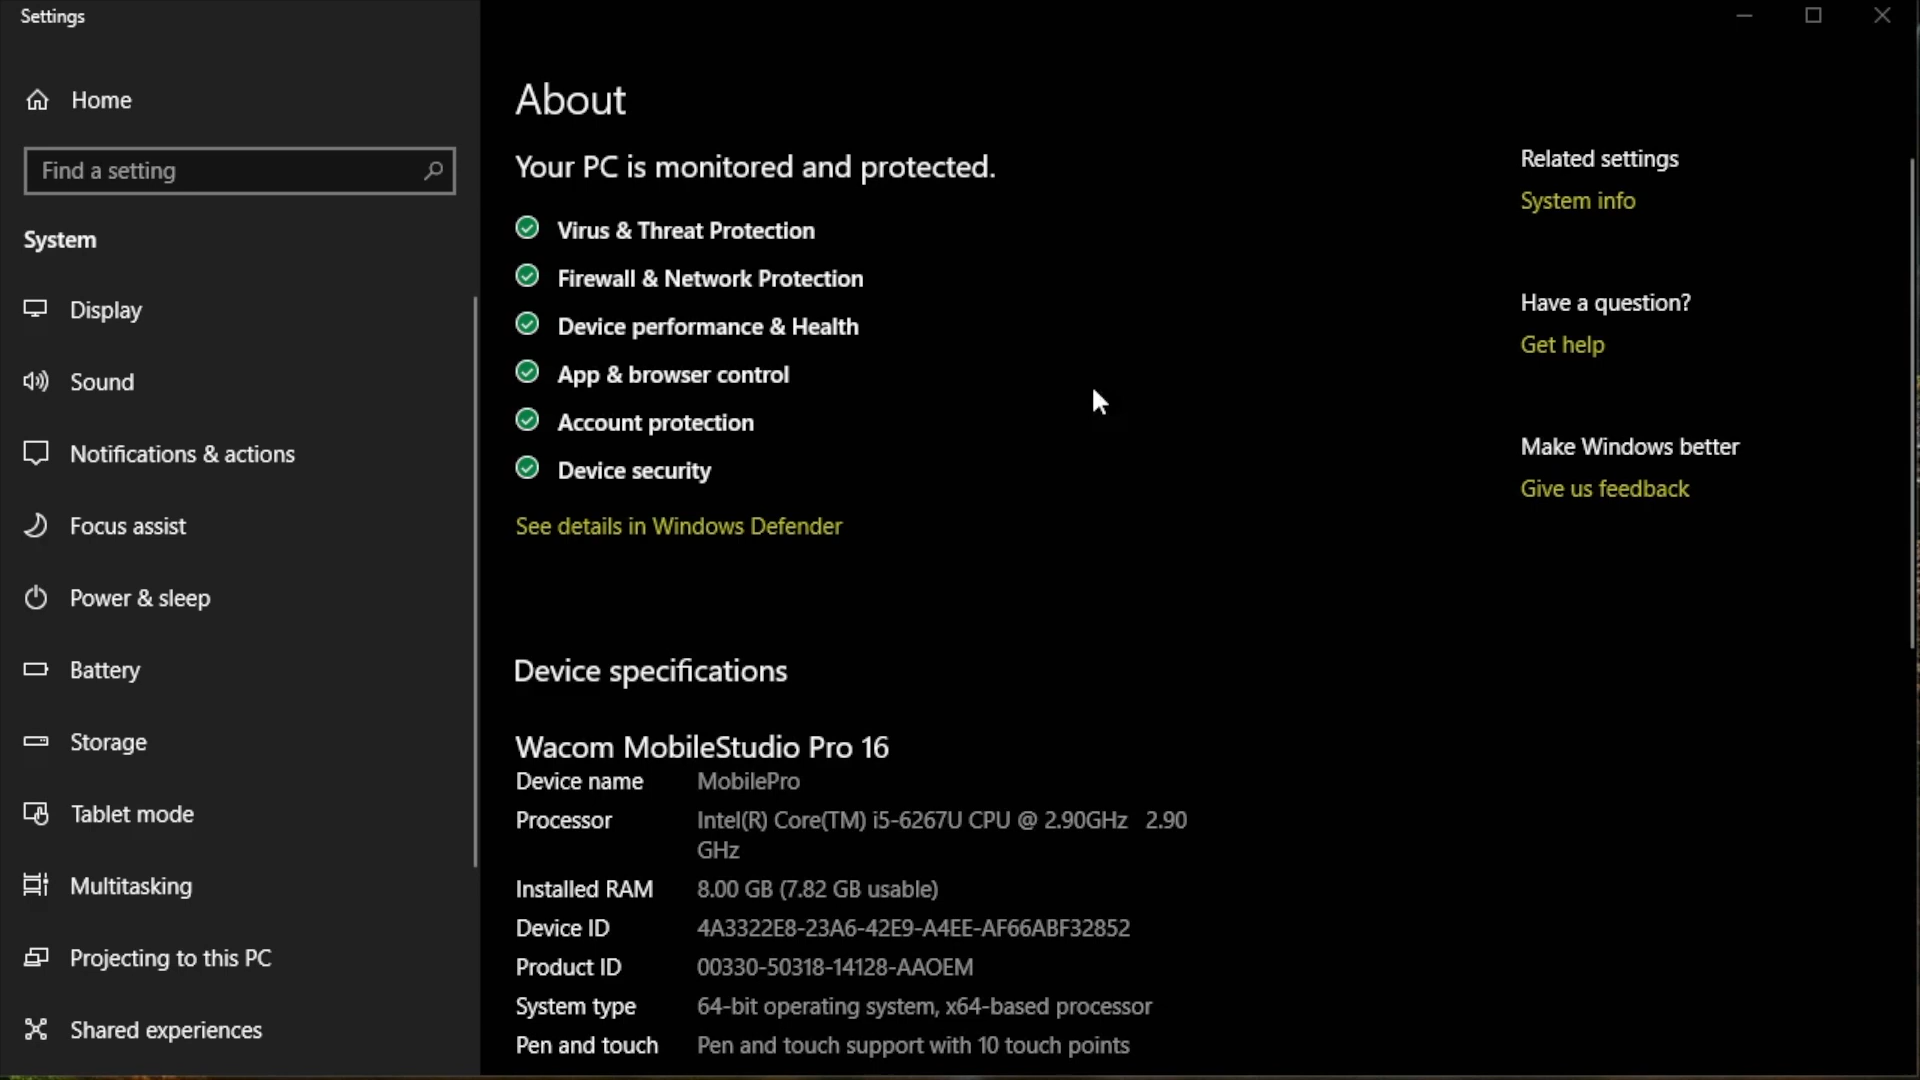 Settings
Home
Find a setting
System
Display
Sound
Notifications & actions
Focus assist
Power & sleep
Battery
Storage
Tablet mode
Multitasking
Projecting to this PC
Shared experiences
About
Your PC is monitored and protected.
Virus & Threat Protection
Firewall & Network Protection
Device performance & Health
App & browser control
Account protection
Device security
See details in Windows Defender
Device specifications
Wacom MobileStudio Pro 16
Device name MobilePro
Processor Intel(R) Core(TM) i5-6267U CPU @ 2.90GHz 2.90
GHz
Installed RAM 8.00 GB (7.82 GB usable)
Device ID 4A3322E8-23A6-42E9-A4EE-AF66ABF32852
Product ID 00330-50318-14128-AAOEM
System type 64-bit operating system, x64-based processor
Pen and touch Pen and touch support with 10 touch points
Related settings
System info
Have a question?
Get help
Make Windows better
Give us feedback